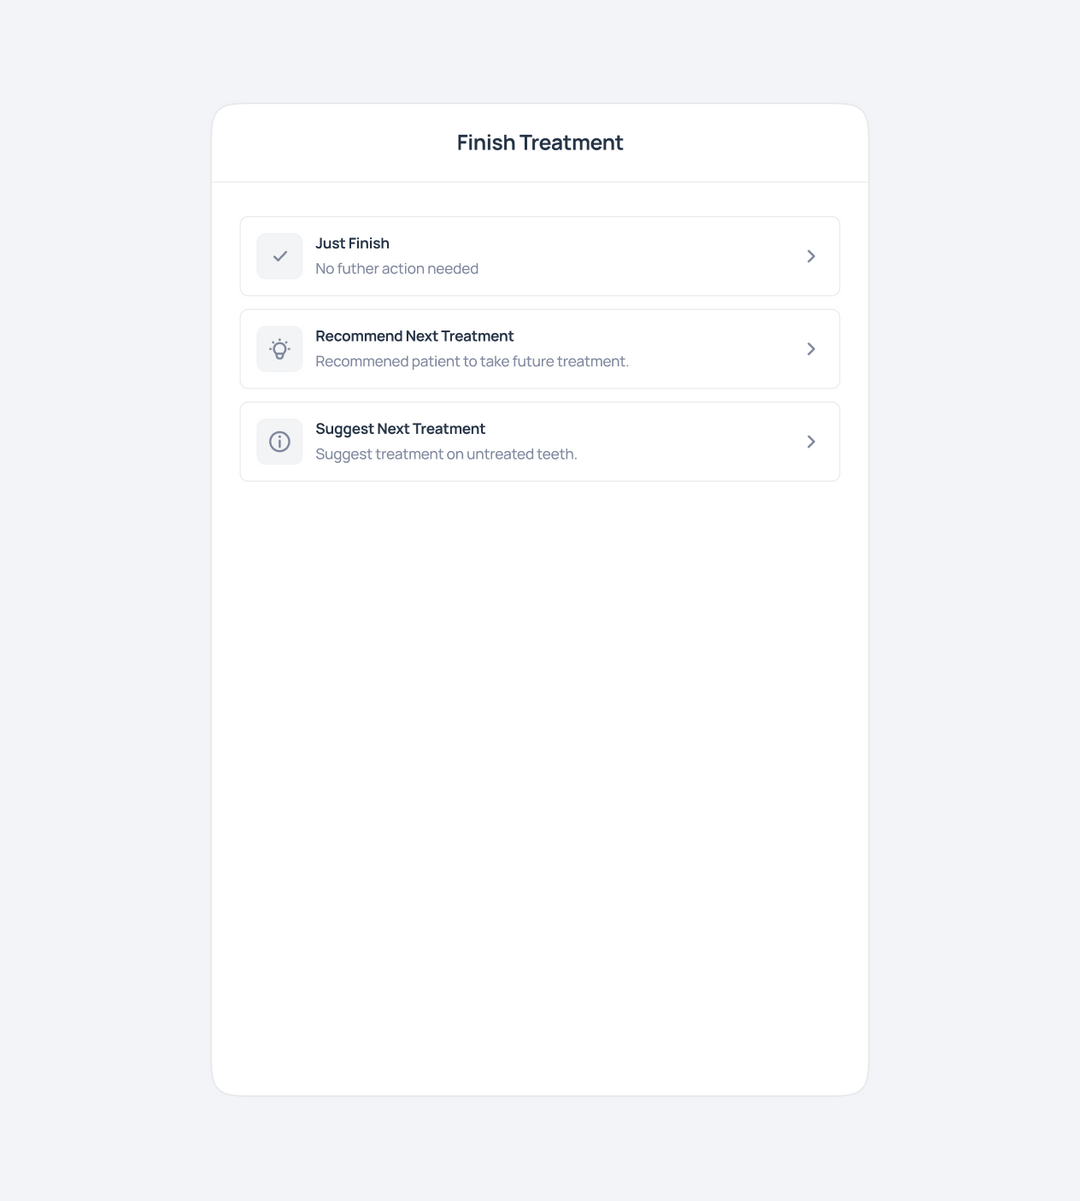 Finish Treatment
Just Finish
No futher action needed
Recommend Next Treatment
Recommened patient to take future treatment.
Suggest Next Treatment
Suggest treatment on untreated teeth.